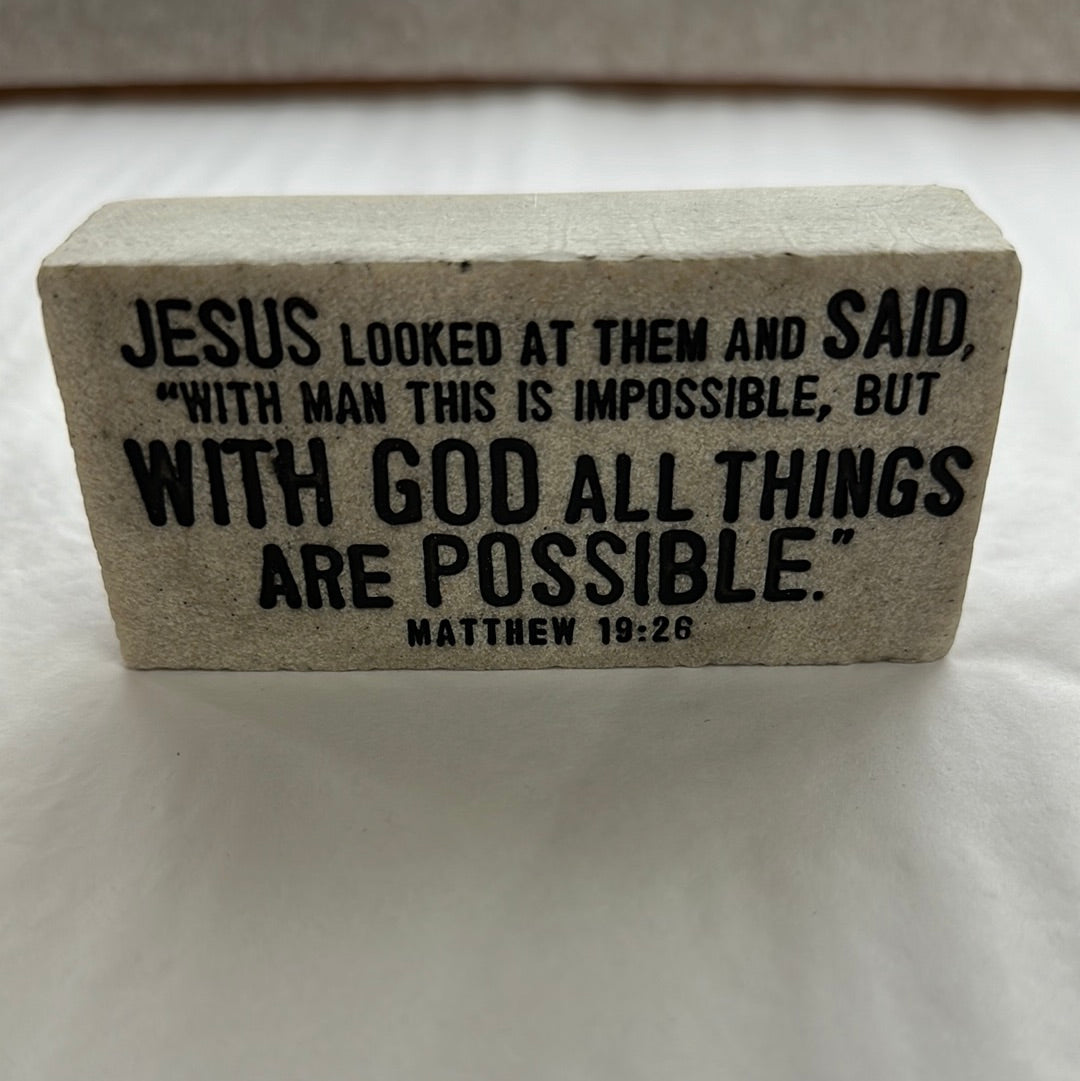 JESUS LOOKED AT THEM AND SAID,
“WITH MAN THIS IS IMPOSSIBLE, BUT
WITH GOD ALL THINGS
ARE POSSIBLE.”
MATTHEW 19:26